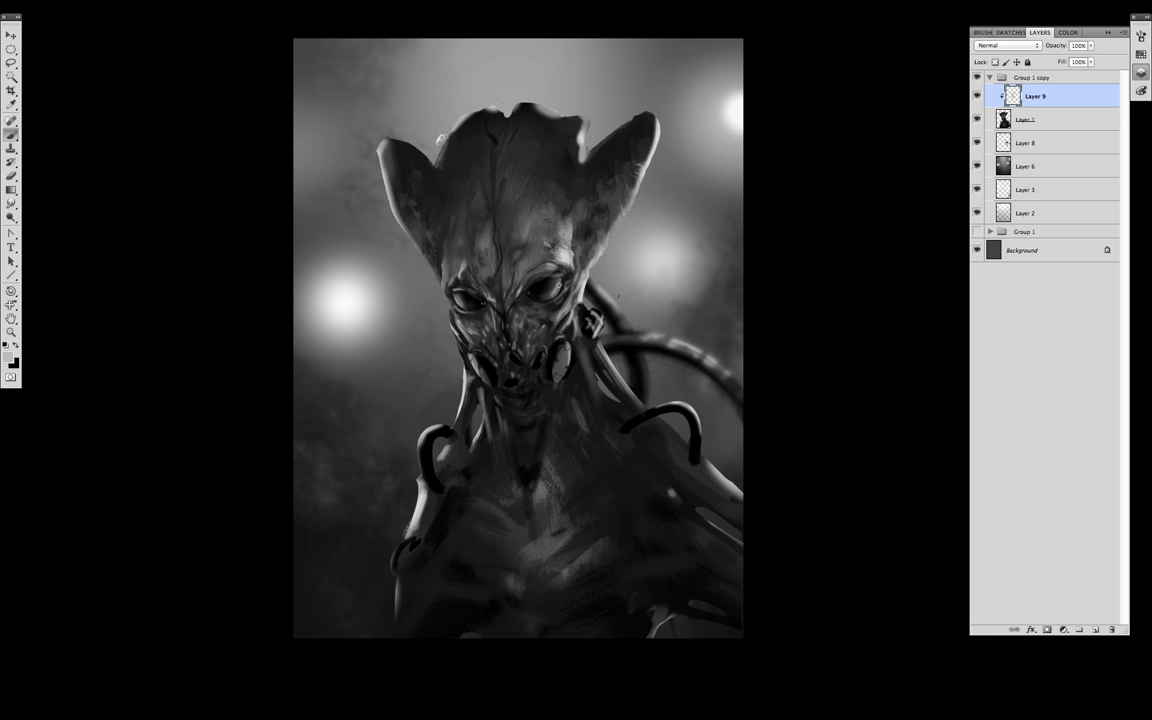 BRUSH SWATCHES LAYERS COLOR
Normal Opacity: 100%
Lock: Fill: 100%
Group 1 copy
Layer 9
Layer 1
Layer 8
Layer 6
Layer 3
Layer 2
Group 1
Background